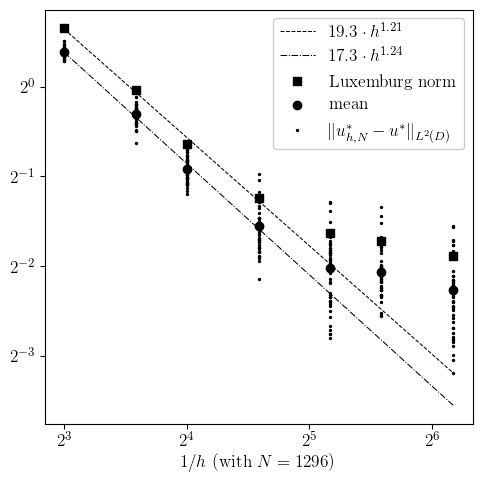 19.3 · h^{1.21}
17.3 · h^{1.24}
Luxemburg norm
mean
||u^*_{h,N} − u^*||_{L^2(D)}
2^0
2^{-1}
2^{-2}
2^{-3}
2^3 2^4 2^5 2^6
1/h (with N = 1296)